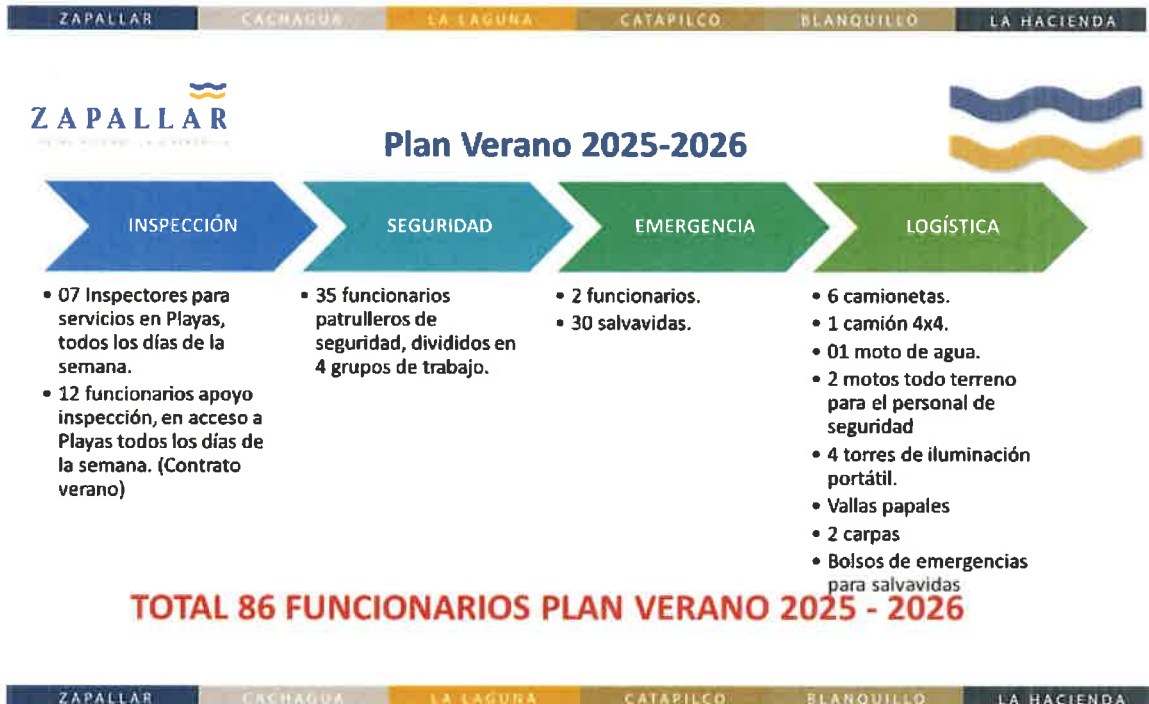 ZAPALLAR CACHAGUA LA LAGUNA CATAPILCO BLANQUILLO LA HACIENDA
ZAPALLAR
Plan Verano 2025-2026
INSPECCIÓN
• 07 Inspectores para
servicios en Playas,
todos los días de la
semana.
• 12 funcionarios apoyo
inspección, en acceso a
Playas todos los días de
la semana. (Contrato
verano)
SEGURIDAD
• 35 funcionarios
patrulleros de
seguridad, divididos en
4 grupos de trabajo.
EMERGENCIA
• 2 funcionarios.
• 30 salvavidas.
LOGÍSTICA
• 6 camionetas.
• 1 camión 4x4.
• 01 moto de agua.
• 2 motos todo terreno
para el personal de
seguridad
• 4 torres de iluminación
portátil.
• Vallas papales
• 2 carpas
• Bolsos de emergencias
para salvavidas
TOTAL 86 FUNCIONARIOS PLAN VERANO 2025 - 2026
ZAPALLAR CACHAGUA LA LAGUNA CATAPILCO BLANQUILLO LA HACIENDA